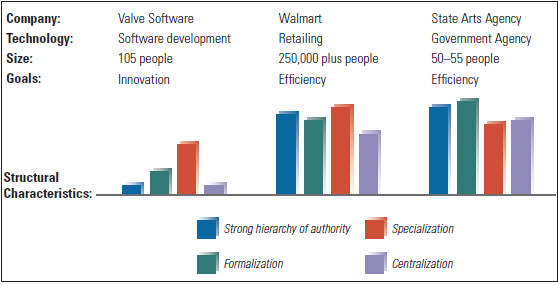 Company: Valve Software Walmart State Arts Agency
Technology: Software development Retailing Government Agency
Size: 105 people 250,000 plus people 50–55 people
Goals: Innovation Efficiency Efficiency
Structural
Characteristics:
Strong hierarchy of authority Specialization
Formalization Centralization